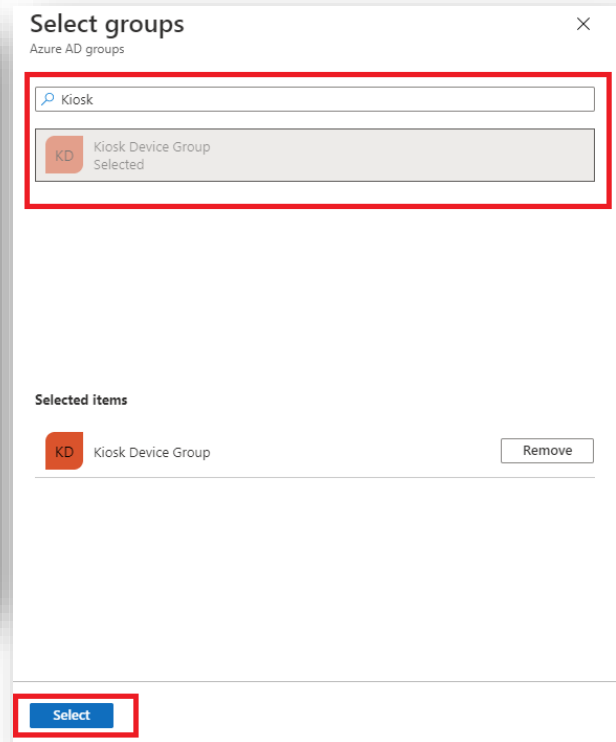 Select groups
Azure AD groups
Kiosk
KD
Kiosk Device Group
Selected
Selected items
KD
Kiosk Device Group
Remove
Select